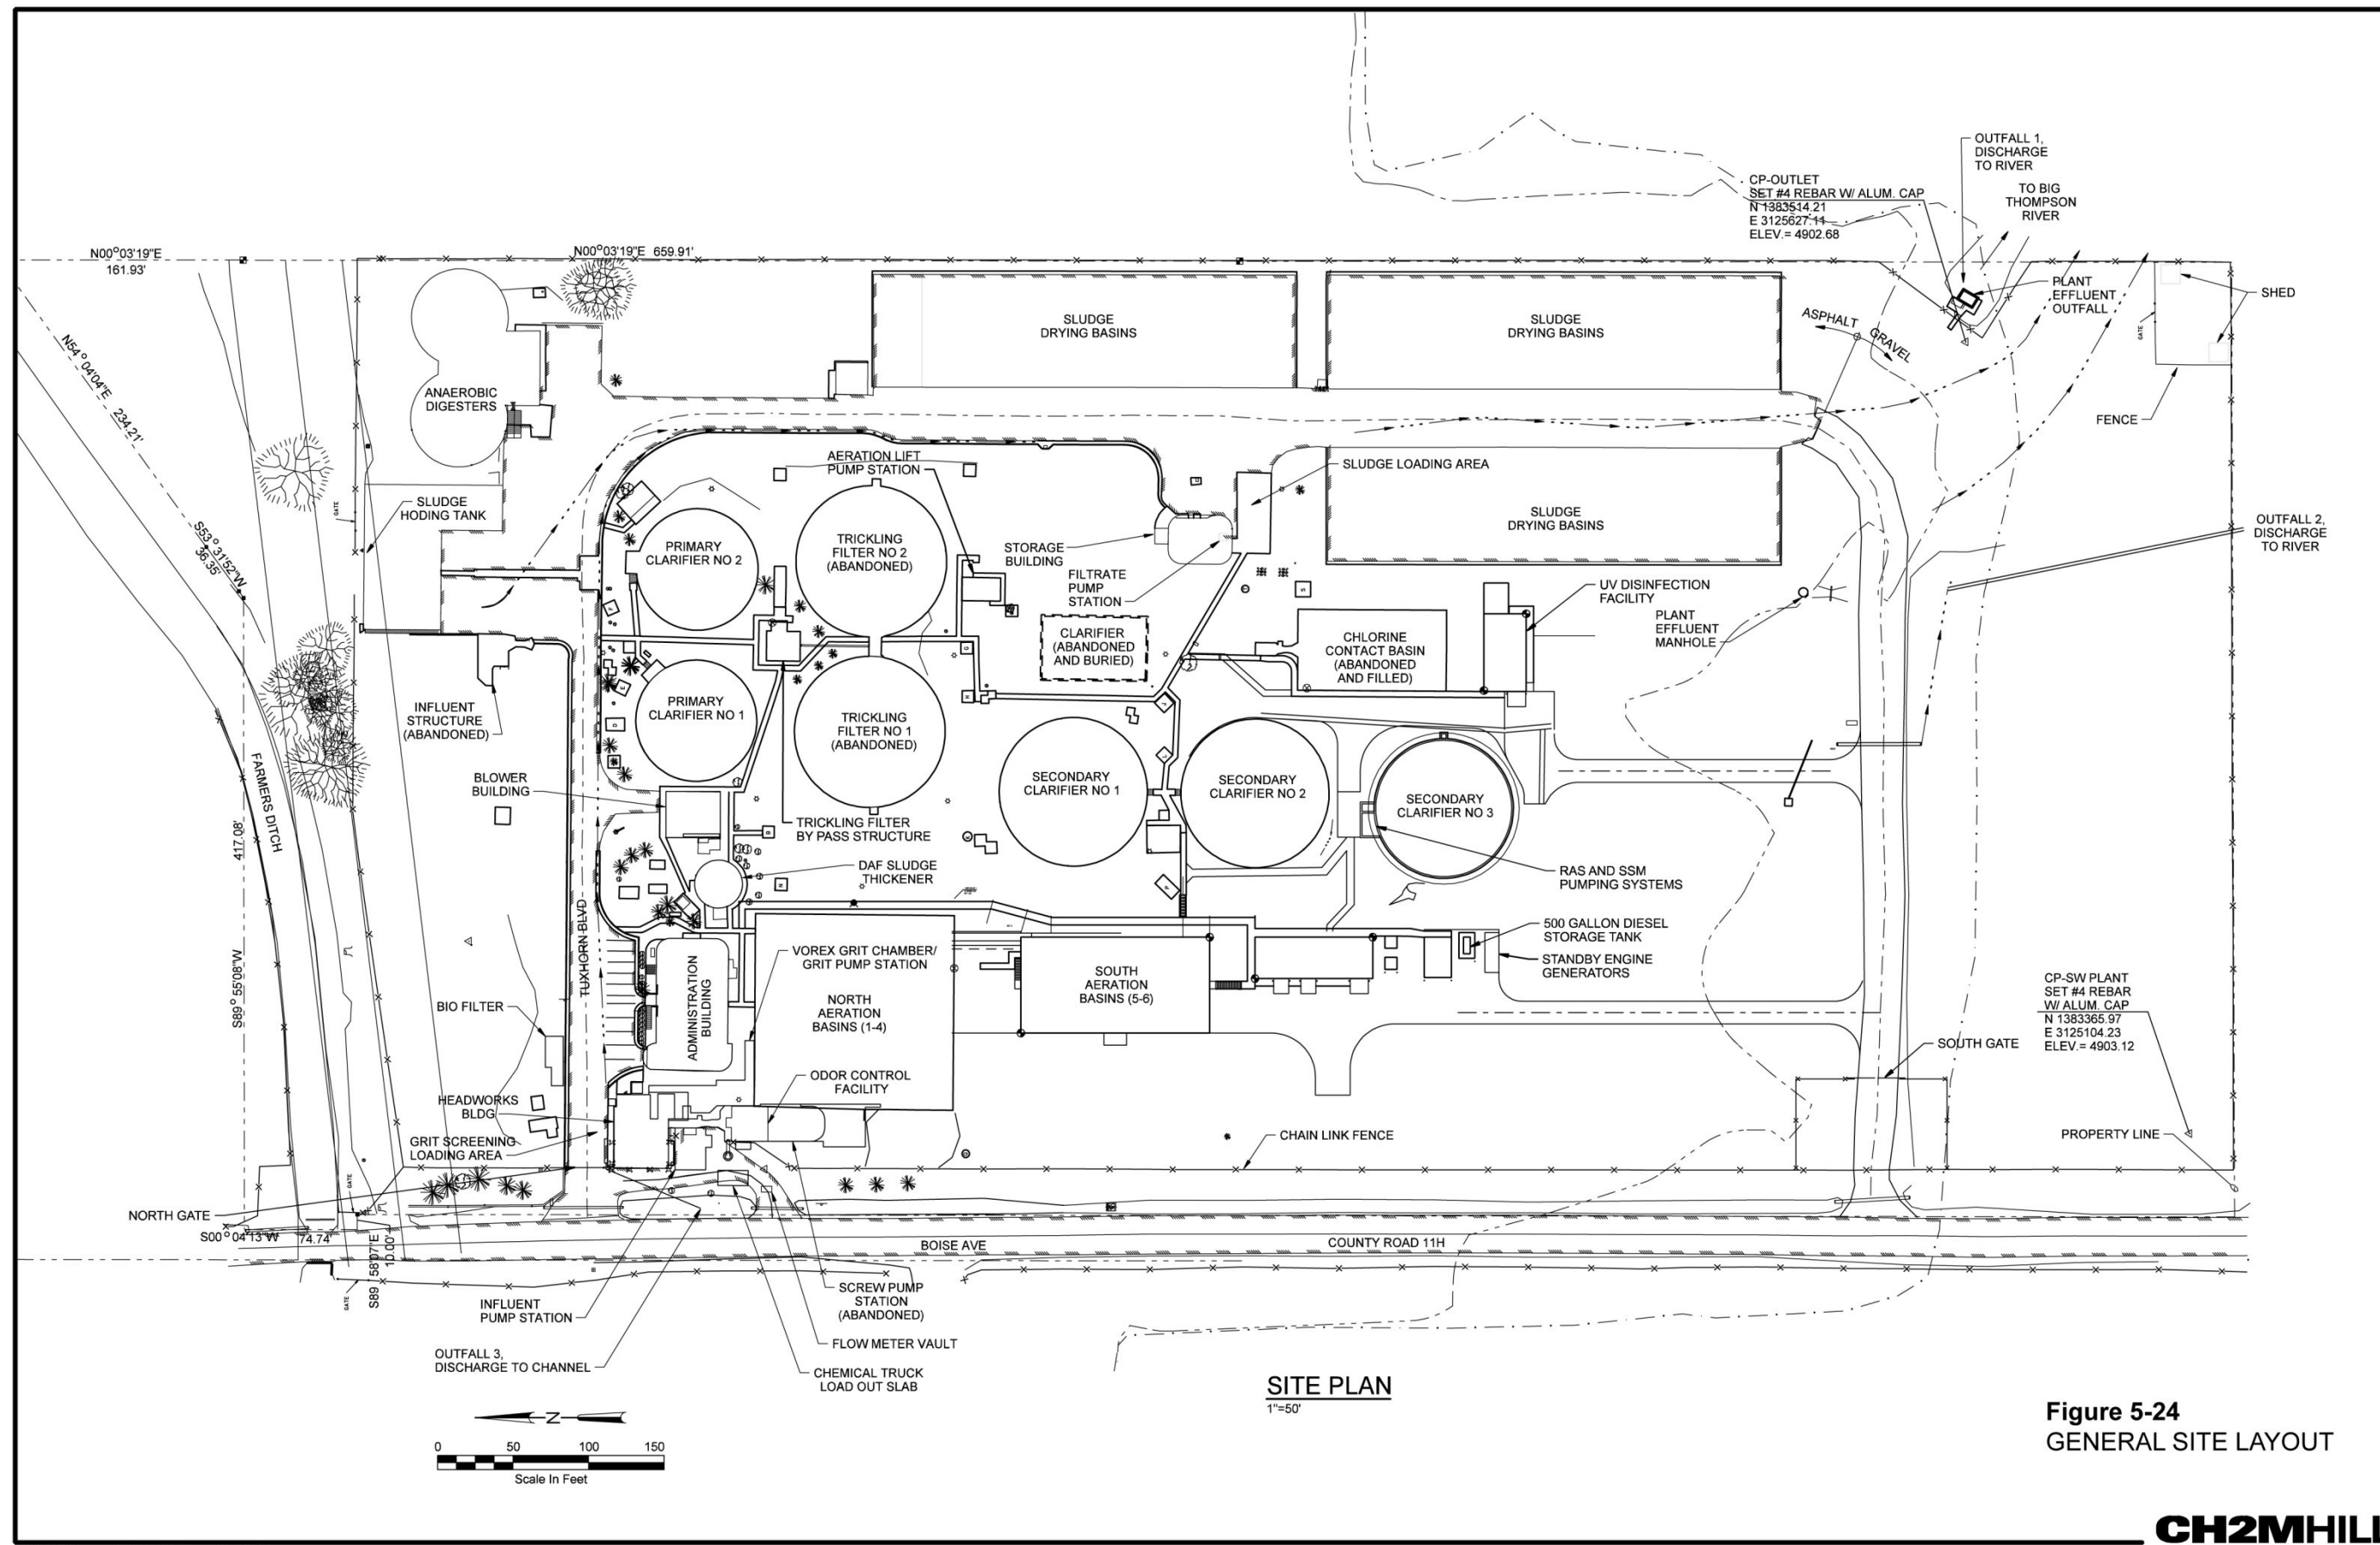 OUTFALL 1,
DISCHARGE
TO RIVER
CP-OUTLET
SET #4 REBAR W/ ALUM. CAP
N 1383514.21
E 3125627.11
ELEV.= 4902.68
TO BIG
THOMPSON
RIVER
N00°03'19"E
161.93'
N00°03'19"E 659.91'
PLANT
EFFLUENT
OUTFALL
SHED
GATE
ASPHALT
GRAVEL
SLUDGE
DRYING BASINS
SLUDGE
DRYING BASINS
N54°04'04"E 234.21'
ANAEROBIC
DIGESTERS
FENCE
AERATION LIFT
PUMP STATION
SLUDGE LOADING AREA
SLUDGE
HODING TANK
GATE
SLUDGE
DRYING BASINS
OUTFALL 2,
DISCHARGE
TO RIVER
S53°31'52"W
36.35'
PRIMARY
CLARIFIER NO 2
TRICKLING
FILTER NO 2
(ABANDONED)
STORAGE
BUILDING
FILTRATE
PUMP
STATION
UV DISINFECTION
FACILITY
PLANT
EFFLUENT
MANHOLE
CLARIFIER
(ABANDONED
AND BURIED)
CHLORINE
CONTACT BASIN
(ABANDONED
AND FILLED)
INFLUENT
STRUCTURE
(ABANDONED)
PRIMARY
CLARIFIER NO 1
TRICKLING
FILTER NO 1
(ABANDONED)
FARMERS DITCH
BLOWER
BUILDING
SECONDARY
CLARIFIER NO 1
SECONDARY
CLARIFIER NO 2
SECONDARY
CLARIFIER NO 3
TRICKLING FILTER
BY PASS STRUCTURE
DAF SLUDGE
THICKENER
RAS AND SSM
PUMPING SYSTEMS
S89°55'08"W 417.08'
TUXHORN BLVD
500 GALLON DIESEL
STORAGE TANK
STANDBY ENGINE
GENERATORS
VOREX GRIT CHAMBER/
GRIT PUMP STATION
ADMINISTRATION
BUILDING
NORTH
AERATION
BASINS (1-4)
SOUTH
AERATION
BASINS (5-6)
BIO FILTER
CP-SW PLANT
SET #4 REBAR
W/ ALUM. CAP
N 1383365.97
E 3125104.23
ELEV.= 4903.12
SOUTH GATE
ODOR CONTROL
FACILITY
HEADWORKS
BLDG
GRIT SCREENING
LOADING AREA
CHAIN LINK FENCE
PROPERTY LINE
GATE
NORTH GATE
S00°04'13"W 74.74'
S89 58'07"E
10.00'
GATE
BOISE AVE
COUNTY ROAD 11H
INFLUENT
PUMP STATION
SCREW PUMP
STATION
(ABANDONED)
FLOW METER VAULT
OUTFALL 3,
DISCHARGE TO CHANNEL
CHEMICAL TRUCK
LOAD OUT SLAB
SITE PLAN
1"=50'
N
0 50 100 150
Scale In Feet
Figure 5-24
GENERAL SITE LAYOUT
CH2MHILL